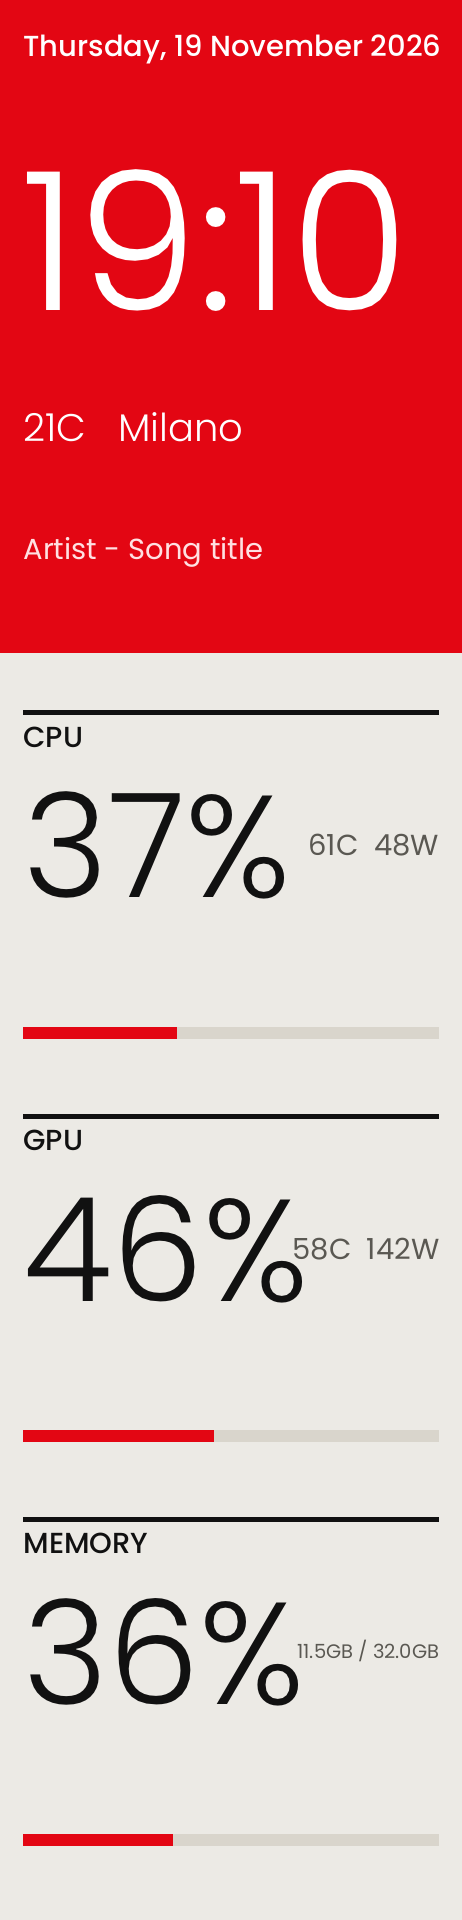 Thursday, 19 November 2026
19:10
21C Milano
Artist - Song title
CPU
37% 61C 48W
GPU
46% 58C 142W
MEMORY
36% 11.5GB / 32.0GB